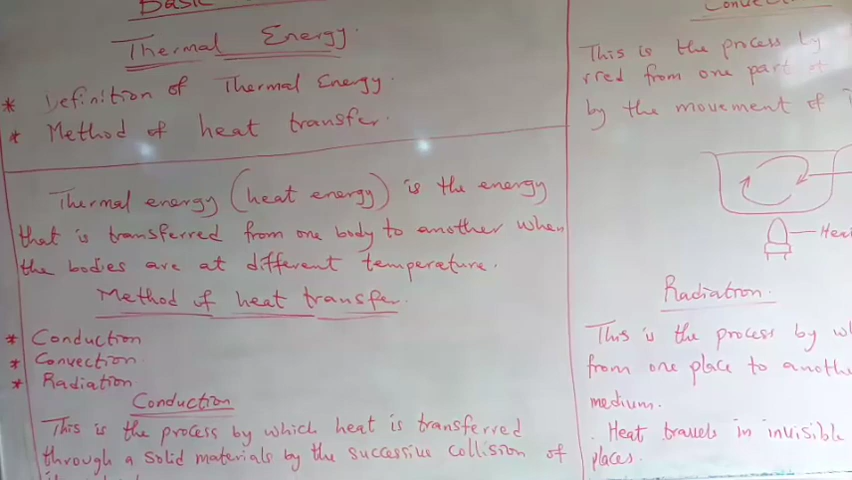 Basic
Thermal Energy.
* Definition of Thermal Energy.
* Method of heat transfer.
Thermal energy (heat energy) is the energy
that is transferred from one body to another when
the bodies are at different temperature.
Method of heat transfer.
* Conduction
* Convection.
* Radiation
Conduction
This is the process by which heat is transferred
through a solid materials by the successive collision of
This is the process by
rred from one part of
by the movement of
Radiation.
This is the process by
from one place to
medium.
. Heat travels in invisible
places.